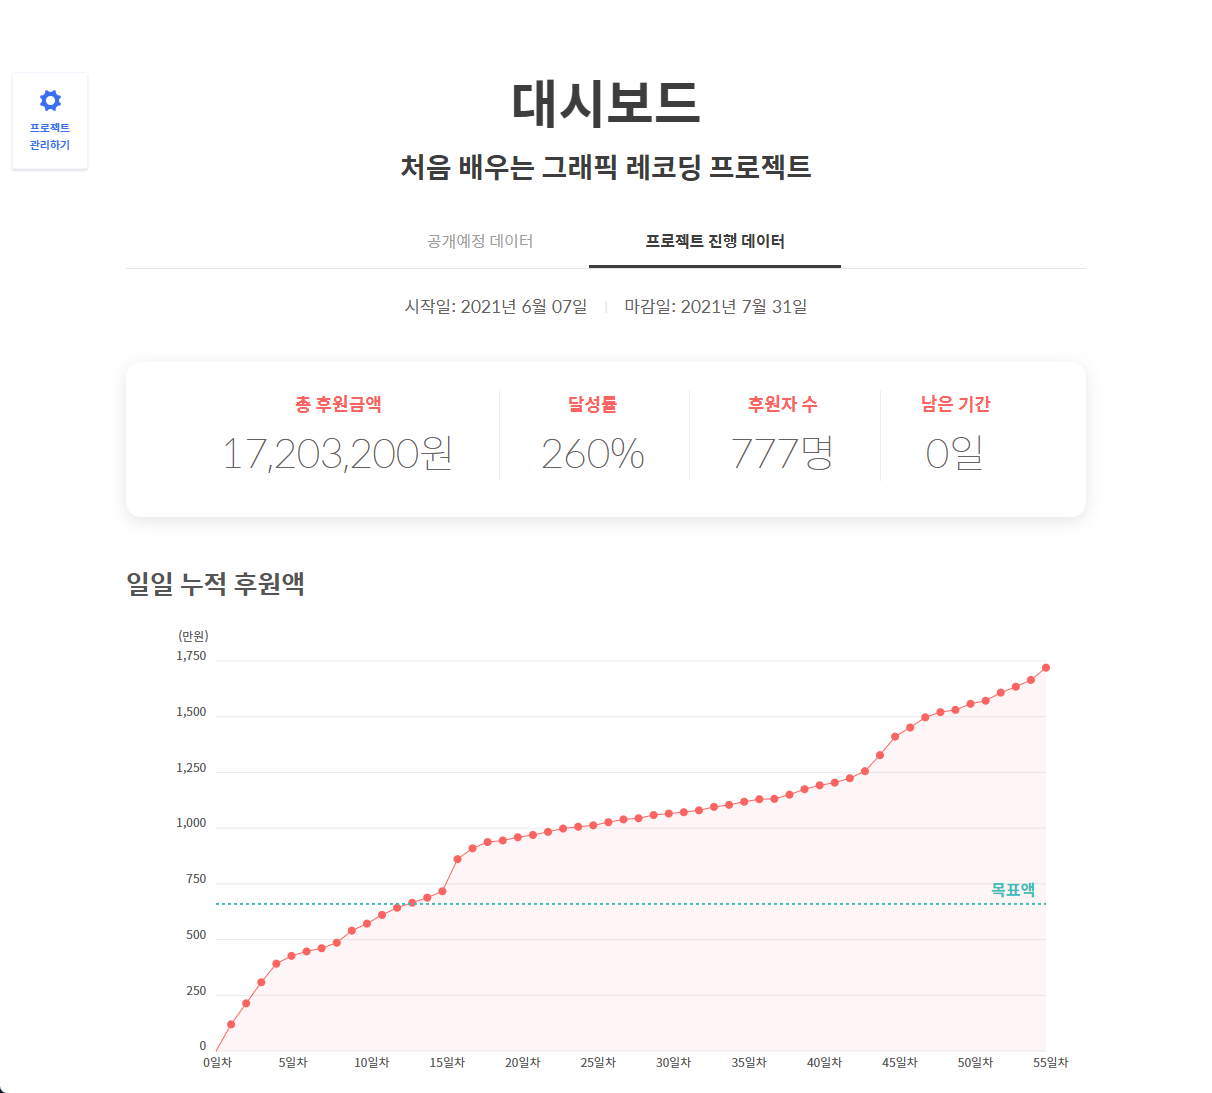 프로젝트
관리하기
대시보드
처음 배우는 그래픽 레코딩 프로젝트
공개예정 데이터 프로젝트 진행 데이터
시작일: 2021년 6월 07일 마감일: 2021년 7월 31일
총 후원금액 달성률 후원자 수 남은 기간
17,203,200원 260% 777명 0일
일일 누적 후원액
(만원)
1,750
1,500
1,250
1,000
750
목표액
500
250
0
0일차 5일차 10일차 15일차 20일차 25일차 30일차 35일차 40일차 45일차 50일차 55일차